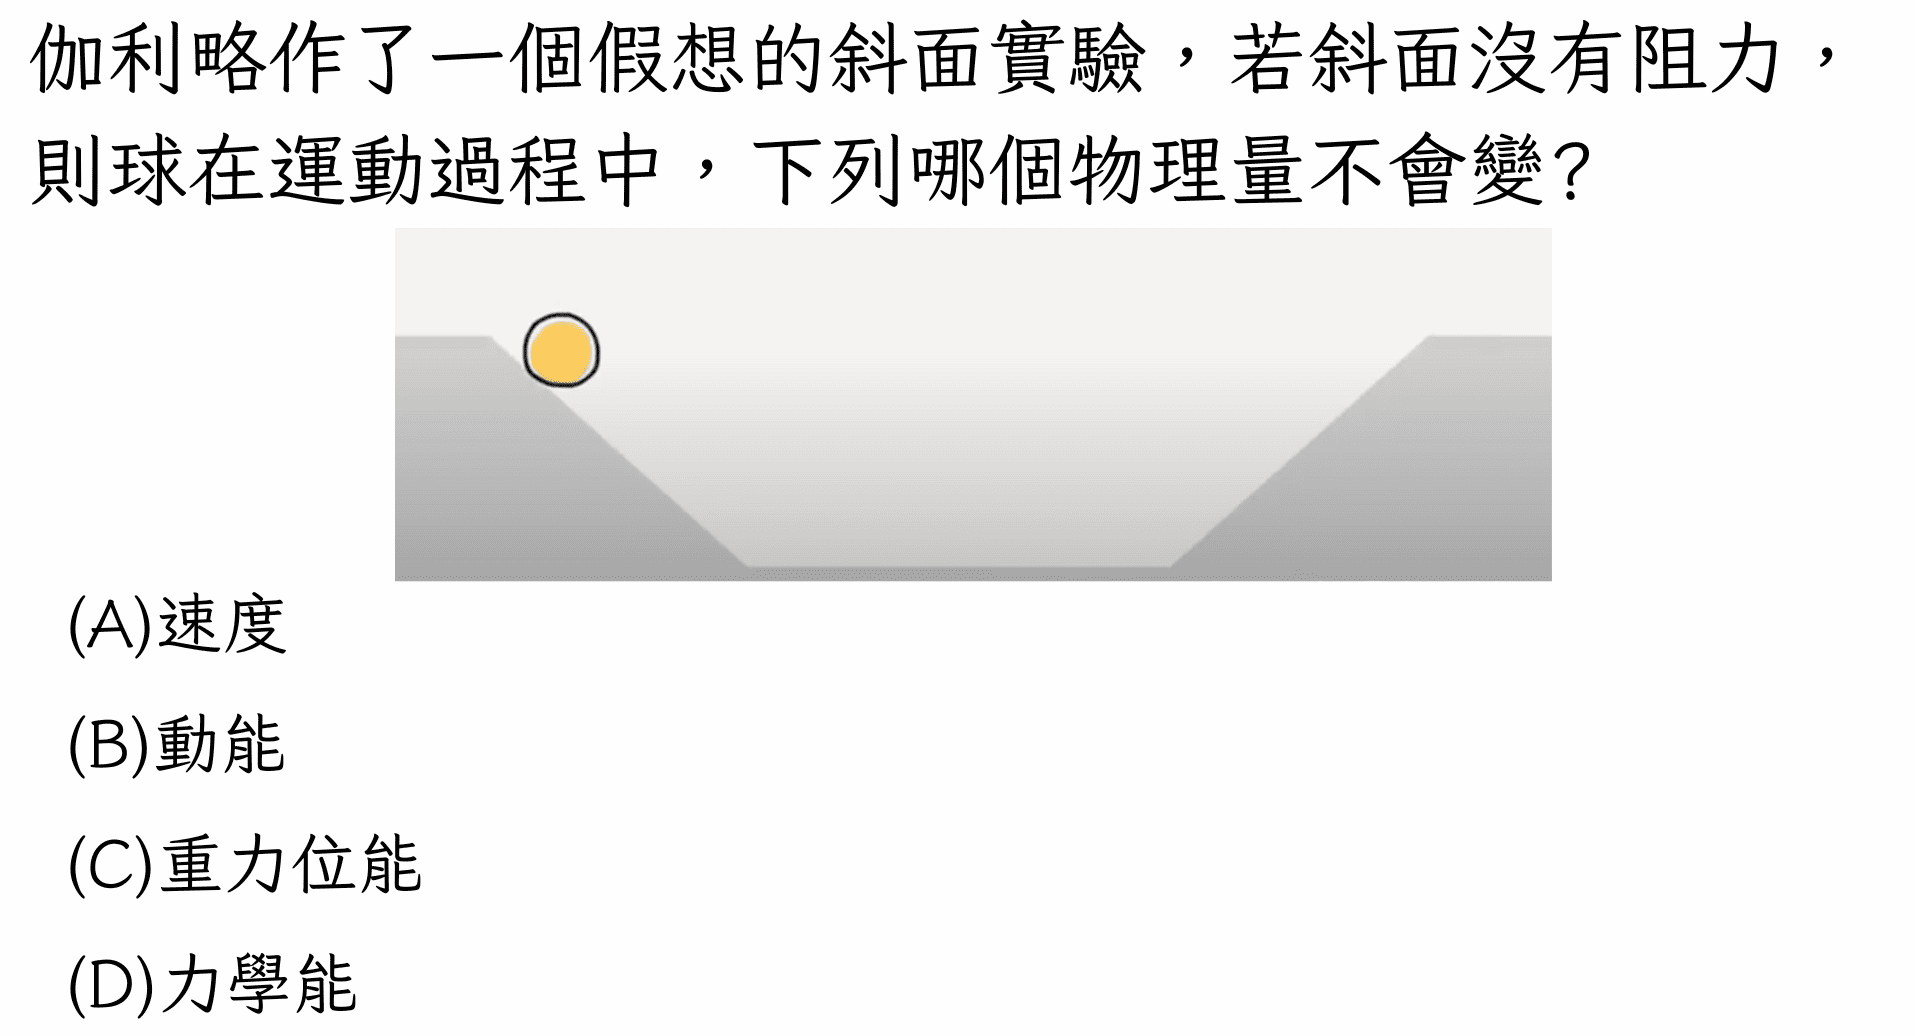 伽利略作了一個假想的斜面實驗，若斜面沒有阻力，
則球在運動過程中，下列哪個物理量不會變?
(A)速度
(B)動能
(C)重力位能
(D)力學能